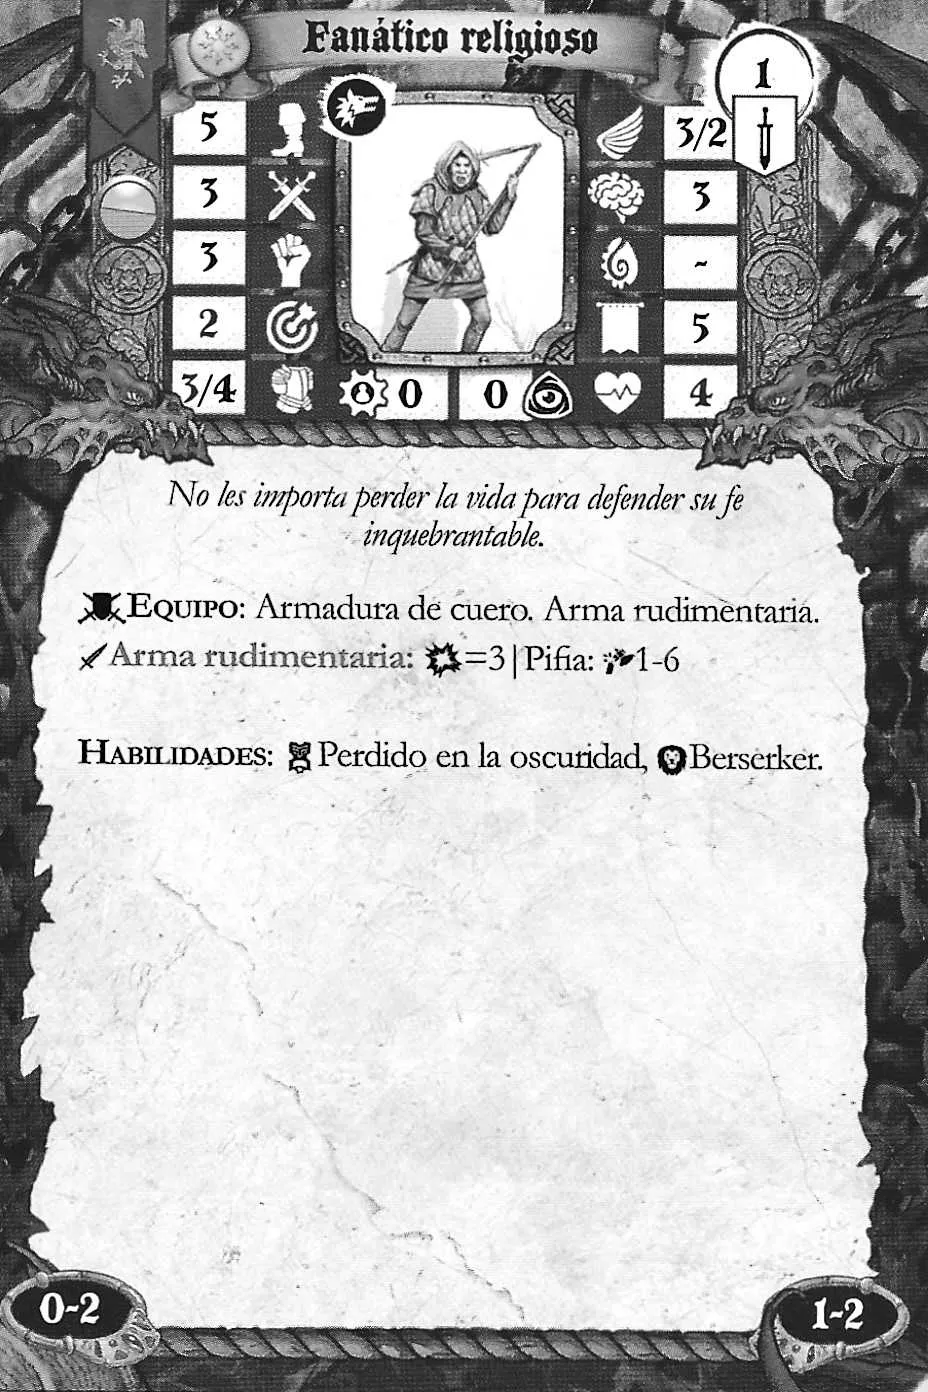 Fanático religioso
1
5
3/2
3
3
3
-
2
5
3/4
0
0
4
No les importa perder la vida para defender su fe
inquebrantable.
EQUIPO: Armadura de cuero. Arma rudimentaria.
Arma rudimentaria: =3|Pifia: 1-6
HABILIDADES: Perdido en la oscuridad, Berserker.
0-2
1-2